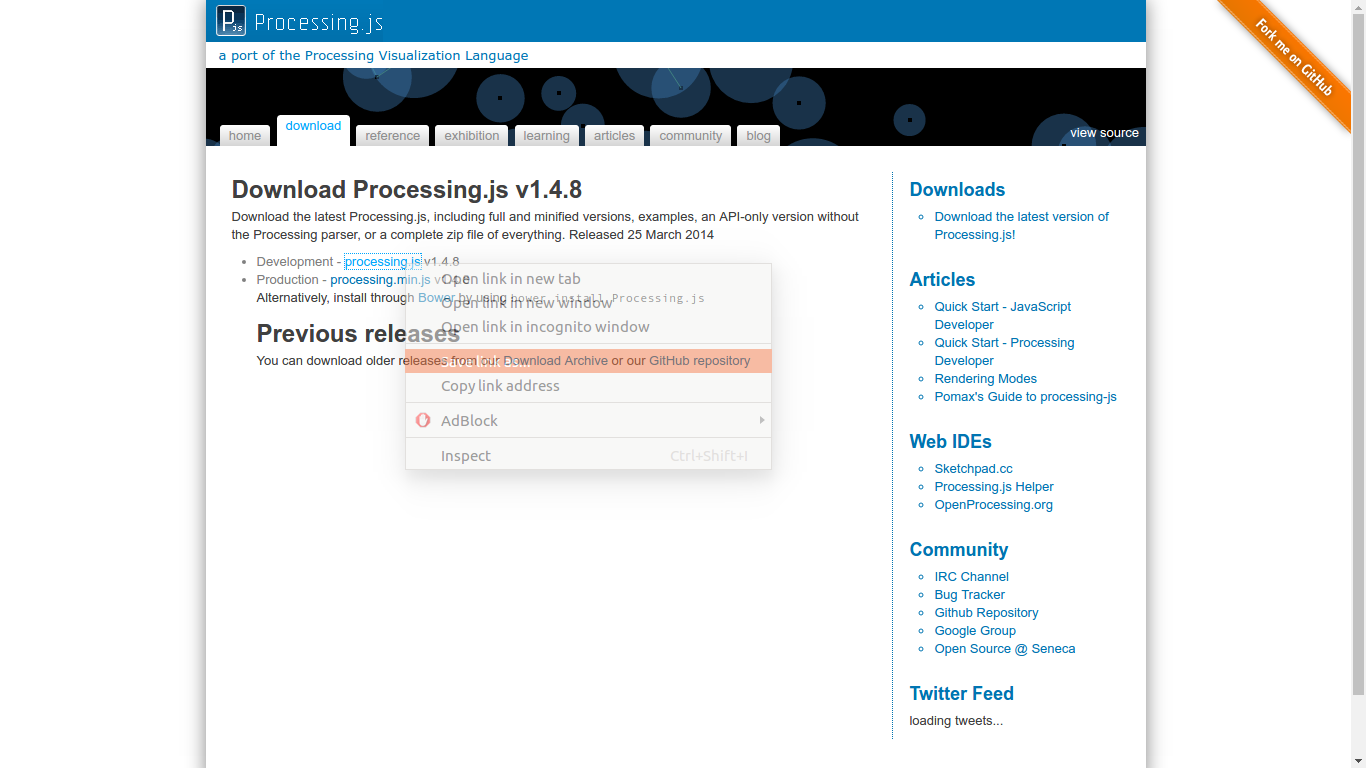 Pjs Processing.js
a port of the Processing Visualization Language
Fork me on GitHub
home download reference exhibition learning articles community blog view source
Download Processing.js v1.4.8
Download the latest Processing.js, including full and minified versions, examples, an API-only version without
the Processing parser, or a complete zip file of everything. Released 25 March 2014
Development - processing.js v1.4.8
Production - processing.min.js v1.4.8
Alternatively, install through Bower by using bower install Processing.js
Previous releases
You can download older releases from our Download Archive or our GitHub repository
Open link in new tab
Open link in new window
Open link in incognito window
Save link as...
Copy link address
AdBlock
Inspect Ctrl+Shift+I
Downloads
Download the latest version of
Processing.js!
Articles
Quick Start - JavaScript
Developer
Quick Start - Processing
Developer
Rendering Modes
Pomax's Guide to processing-js
Web IDEs
Sketchpad.cc
Processing.js Helper
OpenProcessing.org
Community
IRC Channel
Bug Tracker
Github Repository
Google Group
Open Source @ Seneca
Twitter Feed
loading tweets...